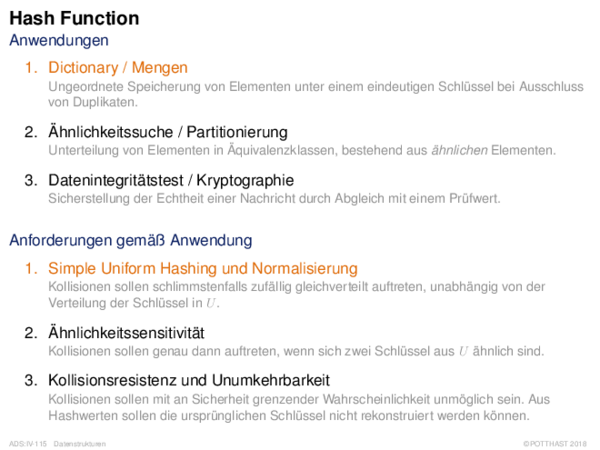 Hash Function
Anwendungen
1. Dictionary / Mengen
Ungeordnete Speicherung von Elementen unter einem eindeutigen Schlüssel bei Ausschluss
von Duplikaten.
2. Ähnlichkeitssuche / Partitionierung
Unterteilung von Elementen in Äquivalenzklassen, bestehend aus ähnlichen Elementen.
3. Datenintegritätstest / Kryptographie
Sicherstellung der Echtheit einer Nachricht durch Abgleich mit einem Prüfwert.
Anforderungen gemäß Anwendung
1. Simple Uniform Hashing und Normalisierung
Kollisionen sollen schlimmstenfalls zufällig gleichverteilt auftreten, unabhängig von der
Verteilung der Schlüssel in U.
2. Ähnlichkeitssensitivität
Kollisionen sollen genau dann auftreten, wenn sich zwei Schlüssel aus U ähnlich sind.
3. Kollisionsresistenz und Unumkehrbarkeit
Kollisionen sollen mit an Sicherheit grenzender Wahrscheinlichkeit unmöglich sein. Aus
Hashwerten sollen die ursprünglichen Schlüssel nicht rekonstruiert werden können.
ADS:IV-115 Datenstrukturen © POTTHAST 2018